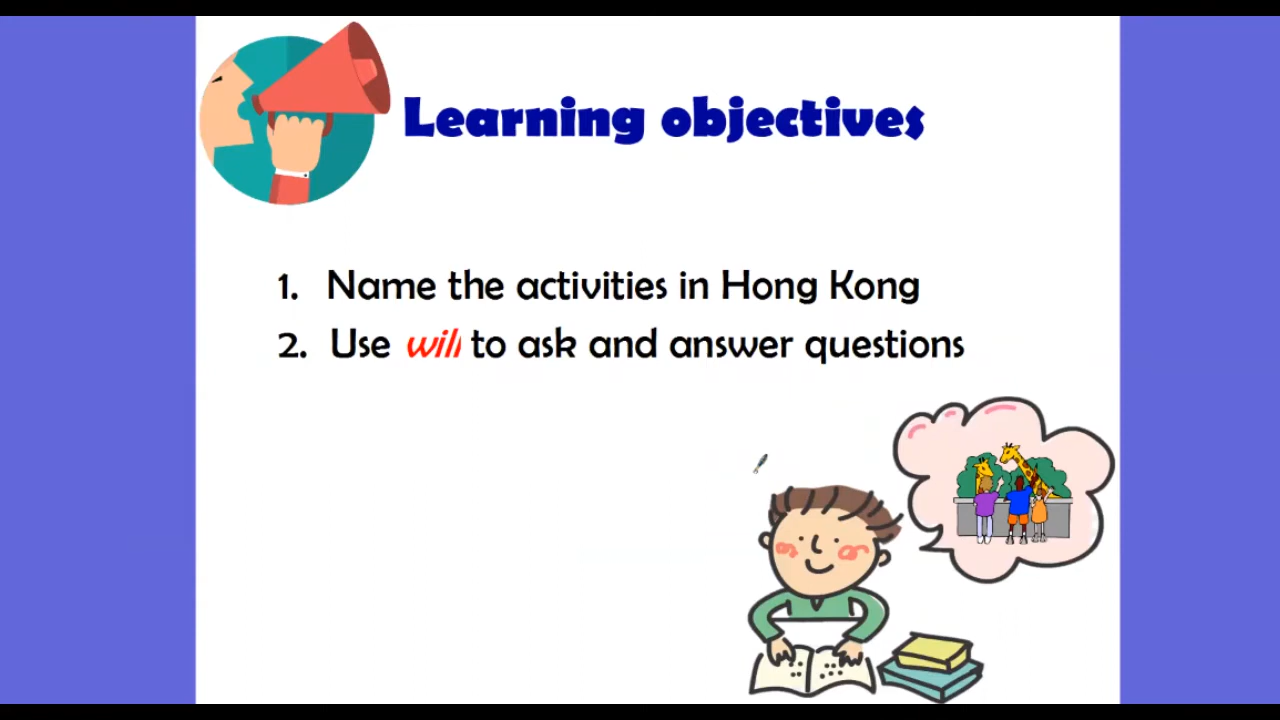 Learning objectives
1. Name the activities in Hong Kong
2. Use will to ask and answer questions